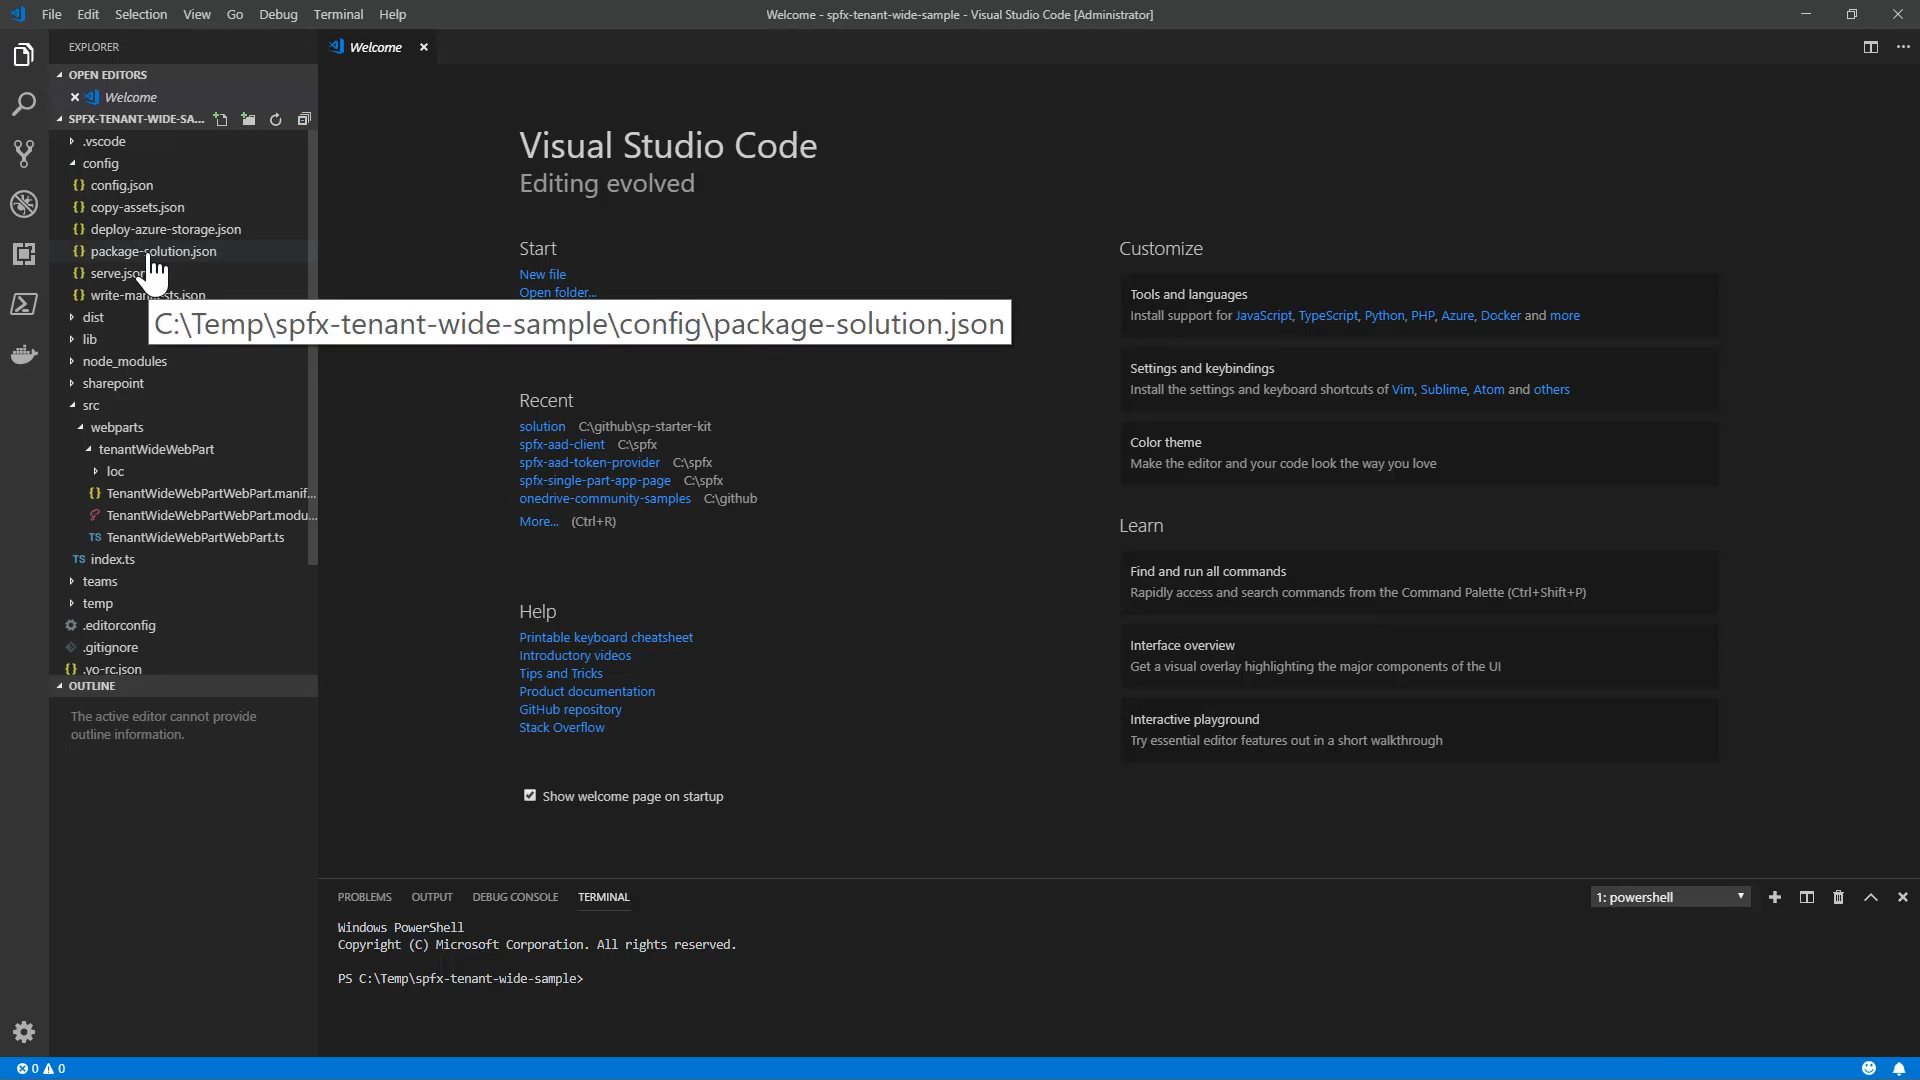 File Edit Selection View Go Debug Terminal Help
Welcome - spfx-tenant-wide-sample - Visual Studio Code [Administrator]
EXPLORER
OPEN EDITORS
Welcome
SPFX-TENANT-WIDE-SA...
.vscode
config
config.json
copy-assets.json
deploy-azure-storage.json
package-solution.json
serve.json
dist
lib
node_modules
sharepoint
src
webparts
tenantWideWebPart
loc
TenantWideWebPartWebPart.manif...
TenantWideWebPartWebPart.modu...
TenantWideWebPartWebPart.ts
TS index.ts
teams
temp
.editorconfig
.gitignore
.yo-rc.json
OUTLINE
The active editor cannot provide
outline information.
Welcome
Visual Studio Code
Editing evolved
Start
New file
Open folder...
C:\Temp\spfx-tenant-wide-sample\config\package-solution.json
Recent
solution C:\github\sp-starter-kit
spfx-aad-client C:\spfx
spfx-aad-token-provider C:\spfx
spfx-single-part-app-page C:\spfx
onedrive-community-samples C:\github
More... (Ctrl+R)
Help
Printable keyboard cheatsheet
Introductory videos
Tips and Tricks
Product documentation
GitHub repository
Stack Overflow
Show welcome page on startup
Customize
Tools and languages
Install support for JavaScript, TypeScript, Python, PHP, Azure, Docker and more
Settings and keybindings
Install the settings and keyboard shortcuts of Vim, Sublime, Atom and others
Color theme
Make the editor and your code look the way you love
Learn
Find and run all commands
Rapidly access and search commands from the Command Palette (Ctrl+Shift+P)
Interface overview
Get a visual overlay highlighting the major components of the UI
Interactive playground
Try essential editor features out in a short walkthrough
PROBLEMS OUTPUT DEBUG CONSOLE TERMINAL
1: powershell
Windows PowerShell
Copyright (C) Microsoft Corporation. All rights reserved.
PS C:\Temp\spfx-tenant-wide-sample>
0 0